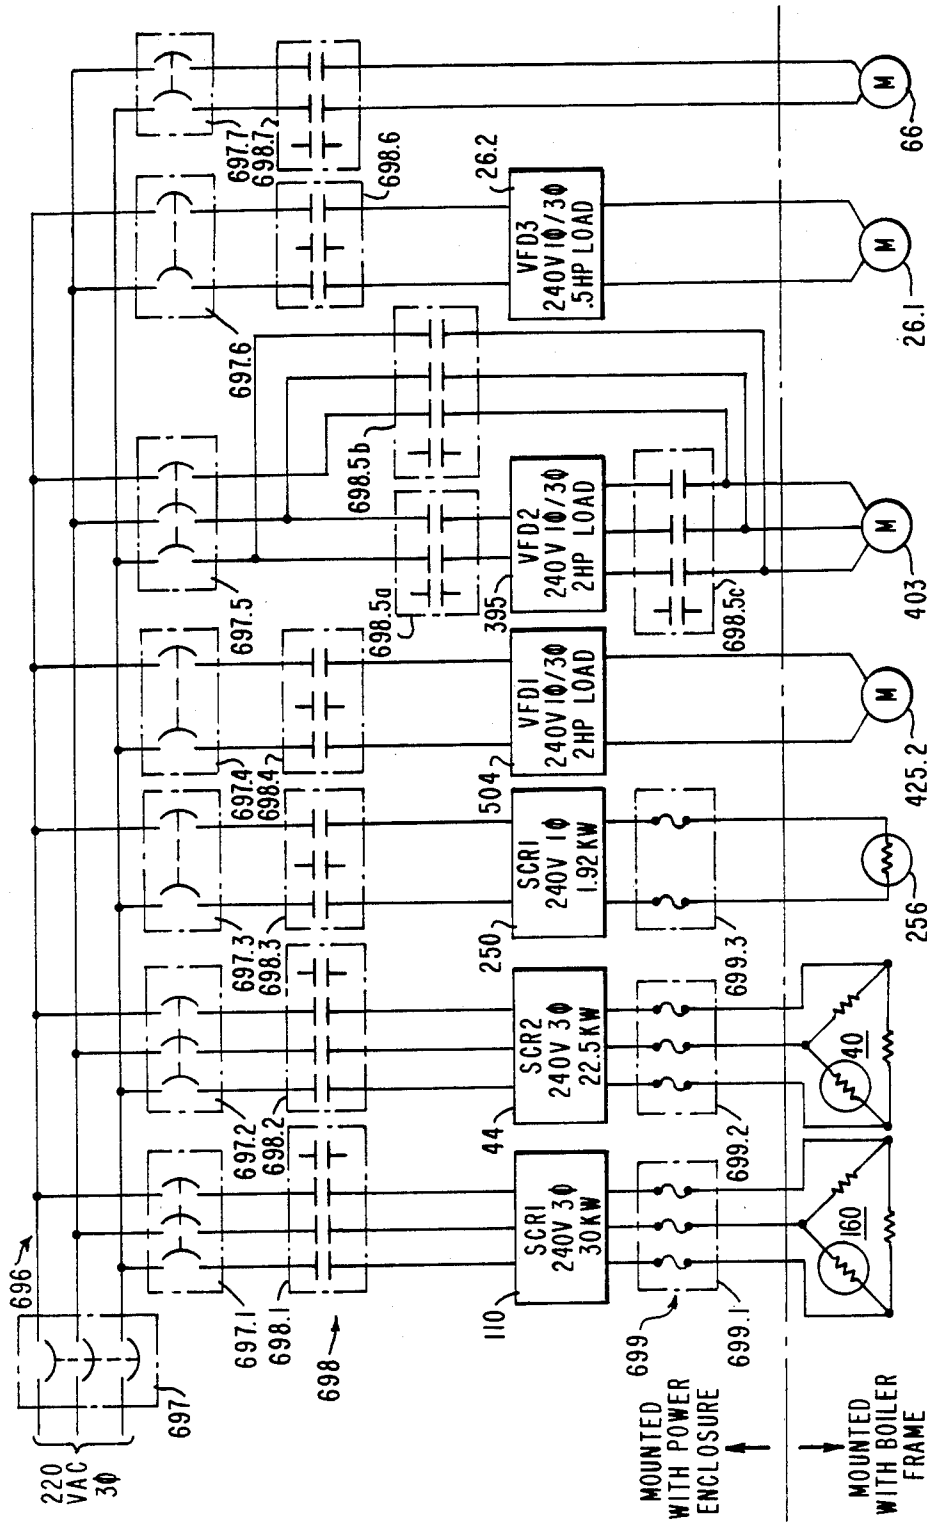 220
VAC
3Φ
696
697
697.1
698.1
698
697.2
698.2
697.3
698.3
697.4
698.4
697.5
697.6
697.7
698.7
698.6
698.5a
698.5b
110
SCR1
240V 3Φ
30KW
44
SCR2
240V 3Φ
22.5KW
250
SCR1
240V 1Φ
1.92KW
504
VFD1
240V 1Φ/3Φ
2HP LOAD
395
VFD2
240V 1Φ/3Φ
2HP LOAD
26.2
VFD3
240V 1Φ/3Φ
.5HP LOAD
699
699.1
699.2
699.3
698.5c
MOUNTED
WITH POWER
ENCLOSURE
MOUNTED
WITH BOILER
FRAME
160
40
256
M
425.2
M
403
M
26.1
M
66